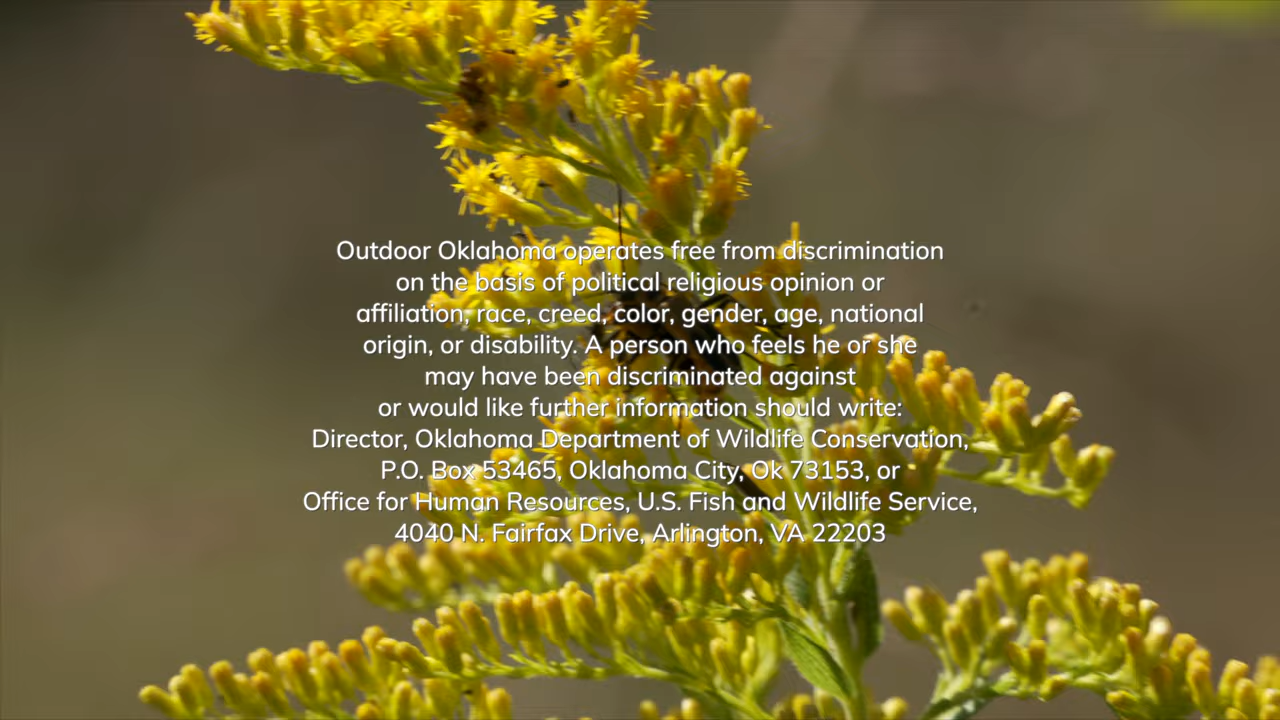 Outdoor Oklahoma operates free from discrimination
on the basis of political religious opinion or
affiliation, race, creed, color, gender, age, national
origin, or disability. A person who feels he or she
may have been discriminated against
or would like further information should write:
Director, Oklahoma Department of Wildlife Conservation,
P.O. Box 53465, Oklahoma City, Ok 73153, or
Office for Human Resources, U.S. Fish and Wildlife Service,
4040 N. Fairfax Drive, Arlington, VA 22203